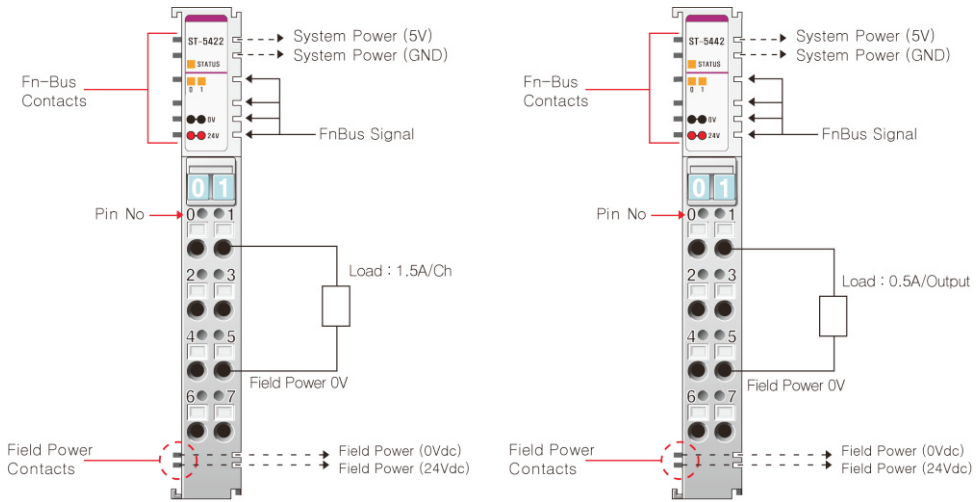 ST-5422
STATUS
0 1
0V
24V
System Power (5V)
System Power (GND)
Fn-Bus
Contacts
FnBus Signal
01
Pin No
0 1
2 3
4 5
6 7
Load : 1.5A/Ch
Field Power 0V
Field Power
Contacts
Field Power (0Vdc)
Field Power (24Vdc)
ST-5442
STATUS
0 1
0V
24V
System Power (5V)
System Power (GND)
Fn-Bus
Contacts
FnBus Signal
01
Pin No
0 1
2 3
4 5
6 7
Load : 0.5A/Output
Field Power 0V
Field Power
Contacts
Field Power (0Vdc)
Field Power (24Vdc)